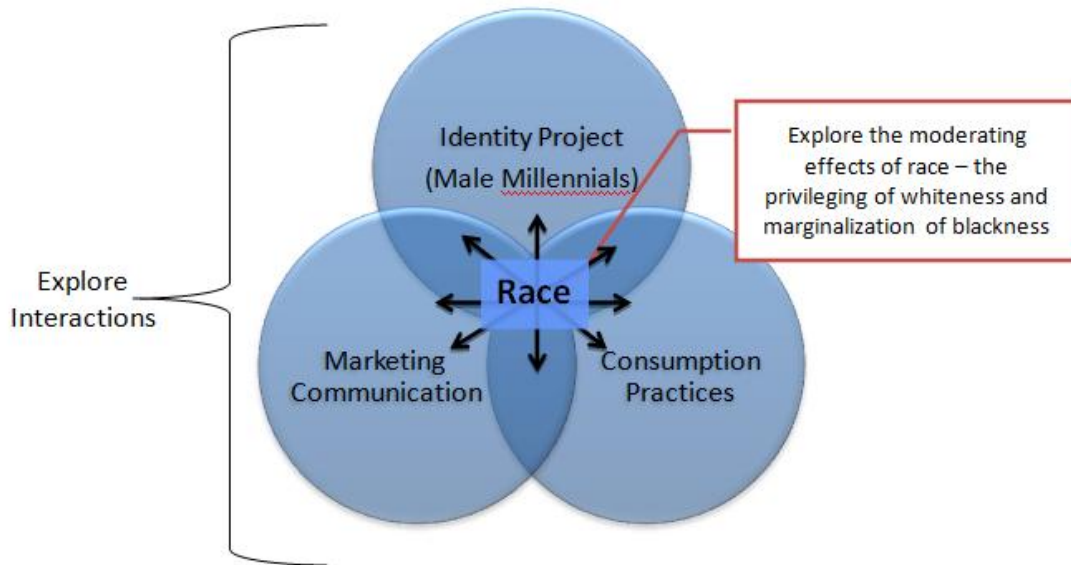 Identity Project
(Male Millennials)
Explore the moderating
effects of race – the
privileging of whiteness and
marginalization of blackness
Explore
Interactions
Race
Marketing
Communication
Consumption
Practices